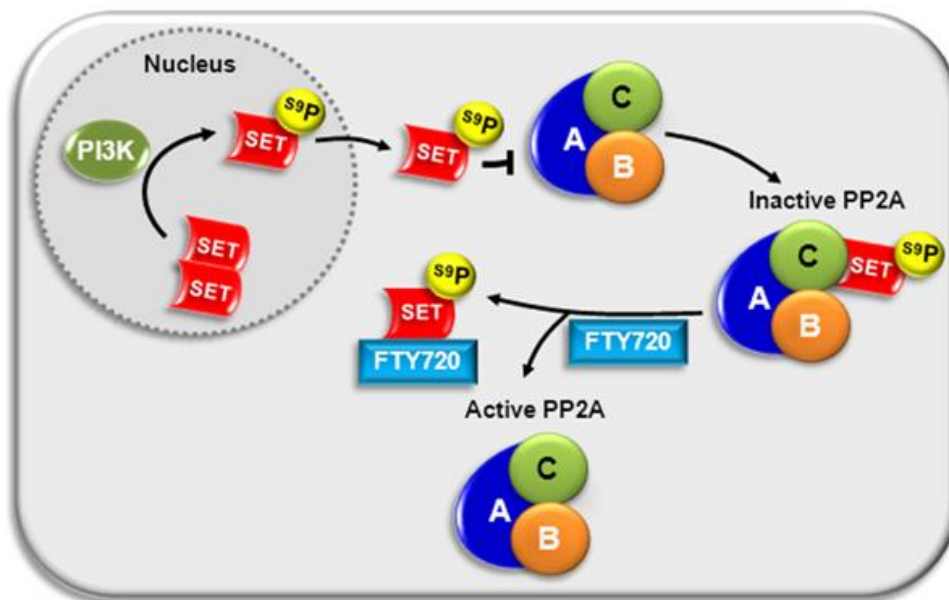 Nucleus
PI3K
S9P
SET
SET
SET
S9P
SET
C
A
B
Inactive PP2A
C
SET
S9P
A
B
S9P
SET
FTY720
FTY720
Active PP2A
C
A
B